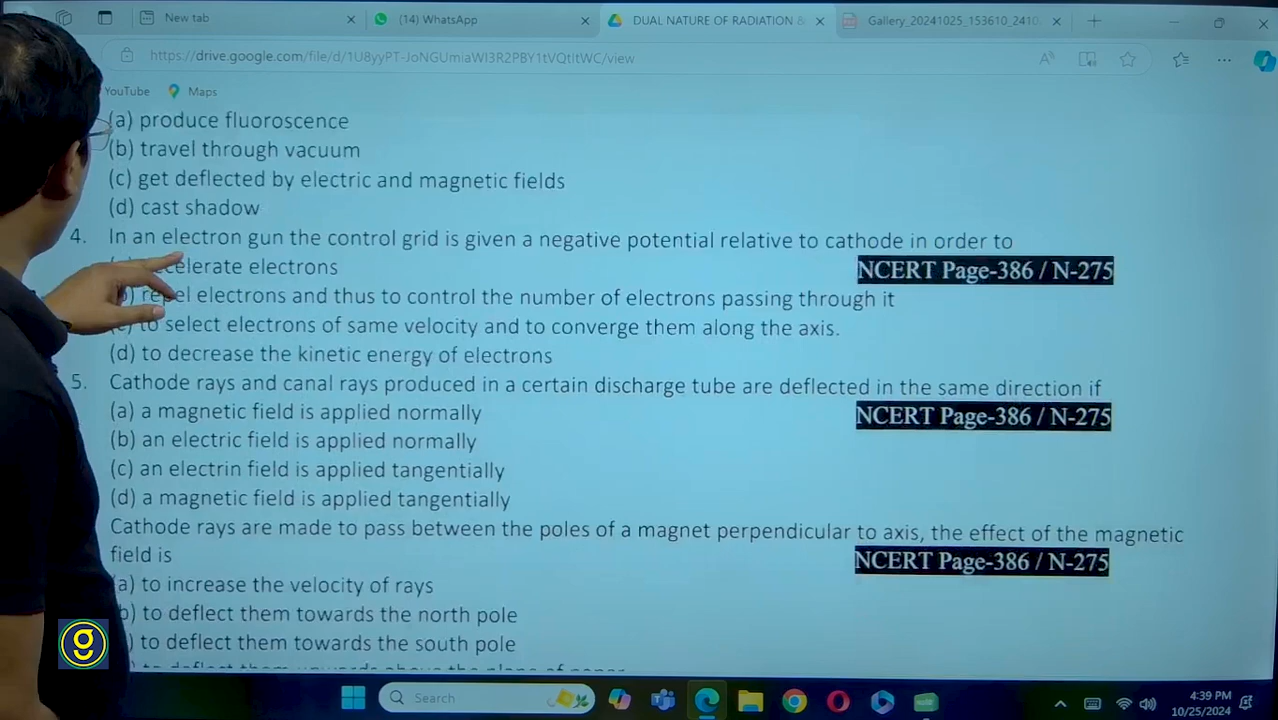 New tab
(14) WhatsApp
DUAL NATURE OF RADIATION &
Gallery_20241025_153610_2410
https://drive.google.com/file/d/1U8yyPT-JoNGUmiaWI3R2PBY1tVQtItWC/view
YouTube
Maps
(a) produce fluoroscence
(b) travel through vacuum
(c) get deflected by electric and magnetic fields
(d) cast shadow
4. In an electron gun the control grid is given a negative potential relative to cathode in order to
electrons
NCERT Page-386 / N-275
) repel electrons and thus to control the number of electrons passing through it
to select electrons of same velocity and to converge them along the axis.
(d) to decrease the kinetic energy of electrons
5. Cathode rays and canal rays produced in a certain discharge tube are deflected in the same direction if
(a) a magnetic field is applied normally
NCERT Page-386 / N-275
(b) an electric field is applied normally
(c) an electrin field is applied tangentially
(d) a magnetic field is applied tangentially
Cathode rays are made to pass between the poles of a magnet perpendicular to axis, the effect of the magnetic
field is
NCERT Page-386 / N-275
(a) to increase the velocity of rays
b) to deflect them towards the north pole
) to deflect them towards the south pole
g
Search
4:39 PM
10/25/2024